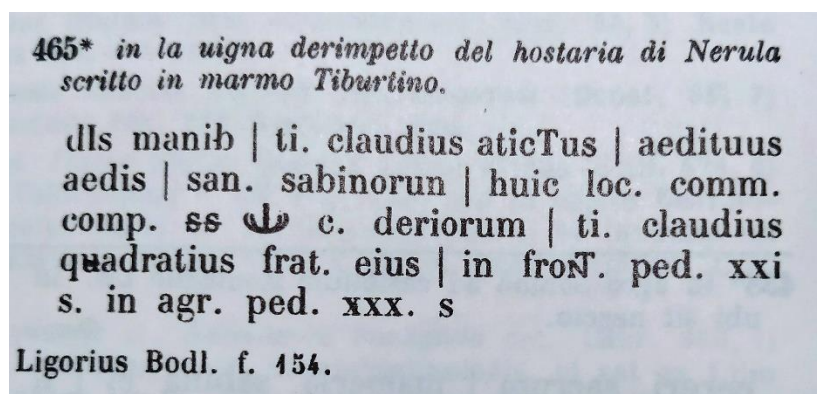 465* in la uigna derimpetto del hostaria di Nerula
scritto in marmo Tiburtino.
dIs manib | ti. claudius aticTus | aedituus
aedis | san. sabinorun | huic loc. comm.
comp. ss c. deriorum | ti. claudius
quadratius frat. eius | in froNT. ped. xxi
s. in agr. ped. xxx. s
Ligorius Bodl. f. 154.